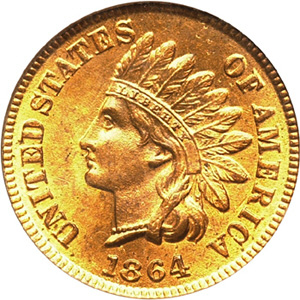 UNITED STATES
OF AMERICA
LIBERTY
1864